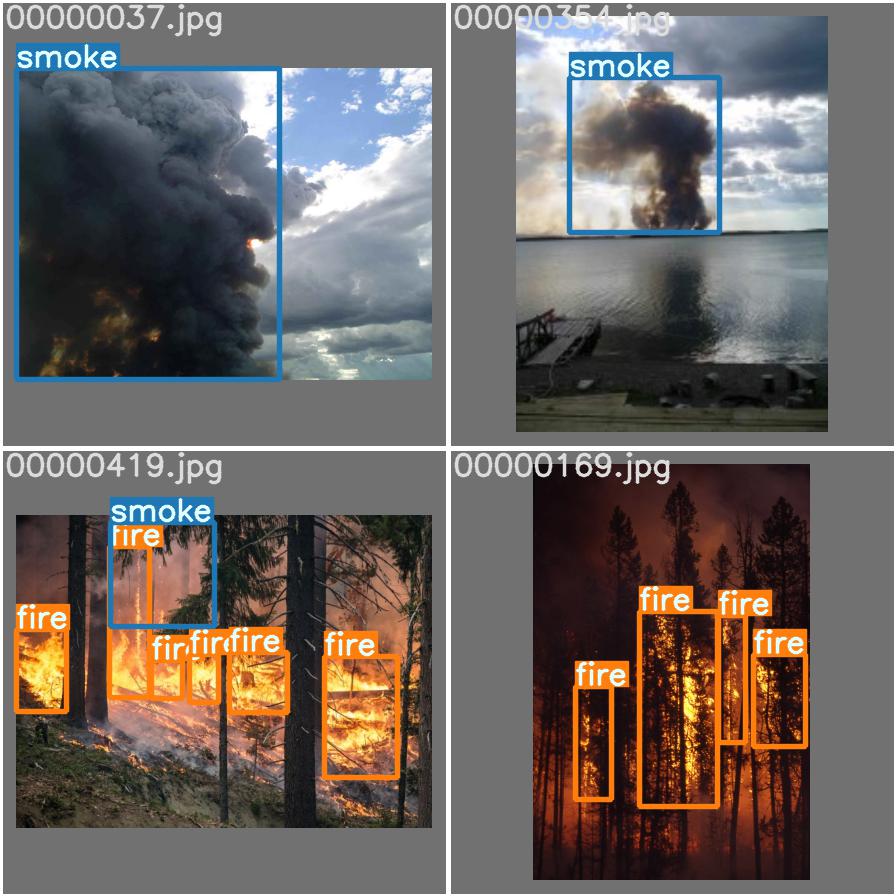 00000037.jpg
smoke
00000354.jpg
smoke
00000419.jpg
smoke
fire
fire
fire
fire
fire
fire
00000169.jpg
fire
fire
fire
fire